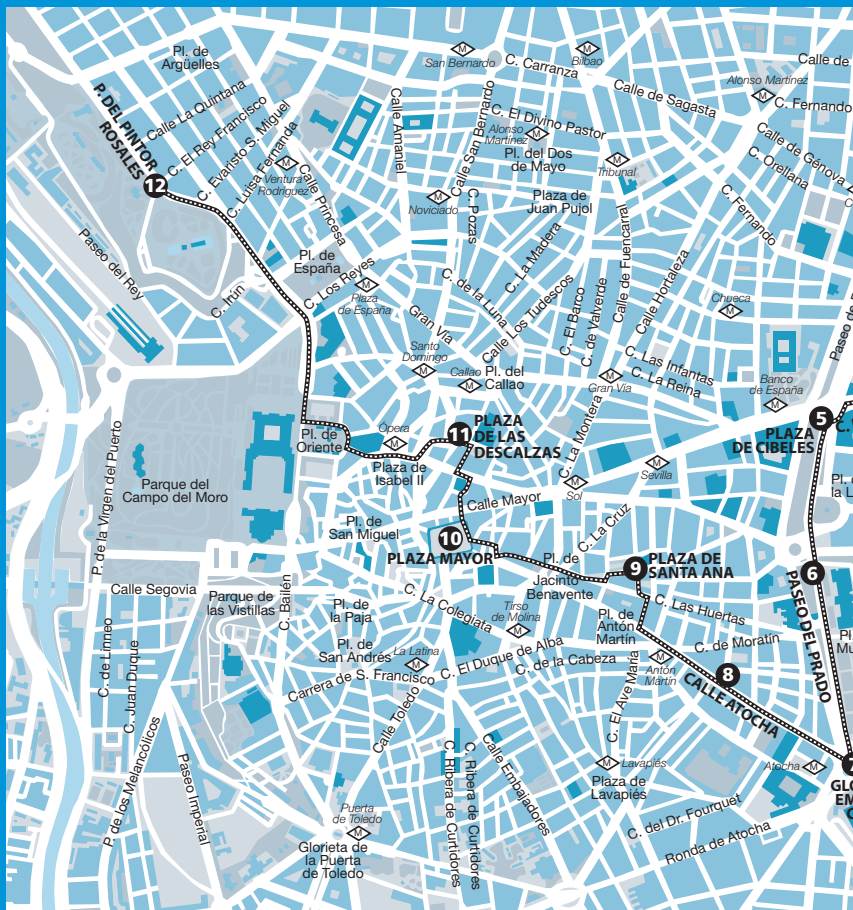 Pl. de
Argüelles
San Bernardo
C. Carranza
Bilbao
Calle de
Alonso Martinez
C. Fernando
Calle de Sagasta
Calle La Quintana
P. DEL PINTOR
ROSALES
C. El Rey Francisco
C. Evaristo S. Miguel
C. Luisa Fernanda
Ventura
Rodríguez
Calle Princesa
Calle Amaniel
Calle San Bernardo
C. El Divino Pastor
Alonso
Martínez
Pl. del Dos
de Mayo
Tribunal
Calle de Génova
C. Orellana
C. Fernando
12
Noviciado
C. Pozas
Plaza de
Juan Pujol
Paseo del Rey
C. Irún
Pl. de
España
C. Los Reyes
Plaza
de España
C. de la Luna
C. La Madera
Calle Los Tudescos
C. El Barco
C. de Valverde
Calle de Fuencarral
Calle Hortaleza
Chueca
Gran Vía
Santo
Domingo
Callao
Pl. del
Callao
C. Las Infantas
C. La Reina
Gran Via
Banco
de España
Paseo de
5
PLAZA
DE CIBELES
C.
Pl. de
Oriente
Opera
11
PLAZA
DE LAS
DESCALZAS
Plaza de
Isabel II
C. La Montera
Sevilla
Sol
P. de la Virgen del Puerto
Parque del
Campo del Moro
Calle Mayor
Pl. de
San Miguel
10
PLAZA MAYOR
C. La Cruz
Pl. de
Jacinto
Benavente
9
PLAZA DE
SANTA ANA
6
PASEO DEL PRADO
Calle Segovia
Parque de
las Vistillas
C. Bailén
Pl. de
la Paja
C. La Colegiata
Tirso
de Molina
Pl. de
Antón
Martín
C. Las Huertas
C. de Moratín
C. de Linneo
C. Juan Duque
Pl. de
San Andrés
La Latina
C. El Duque de Alba
C. de la Cabeza
C. El Ave María
Antón
Martín
8
CALLE ATOCHA
Carrera de S. Francisco
Calle Toledo
P. de los Melancólicos
Paseo Imperial
C. Ribera de Curtidores
C. Ribera de Curtidores
Calle Embajadores
Lavapiés
Plaza de
Lavapiés
Atocha
7
Puerta
de Toledo
Glorieta de
la Puerta
de Toledo
C. del Dr. Fourquet
Ronda de Atocha